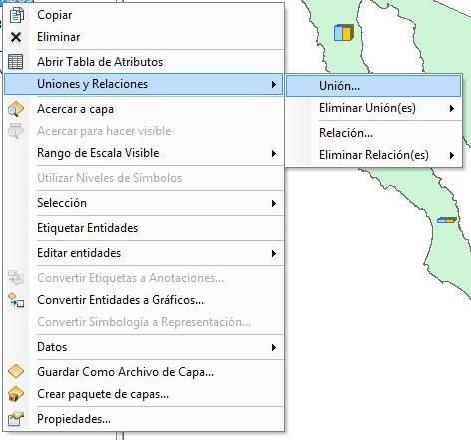 Copiar
Eliminar
Abrir Tabla de Atributos
Uniones y Relaciones
Unión...
Eliminar Unión(es)
Relación...
Eliminar Relación(es)
Acercar a capa
Acercar para hacer visible
Rango de Escala Visible
Utilizar Niveles de Símbolos
Selección
Etiquetar Entidades
Editar entidades
Convertir Etiquetas a Anotaciones...
Convertir Entidades a Gráficos...
Convertir Simbología a Representación...
Datos
Guardar Como Archivo de Capa...
Crear paquete de capas...
Propiedades...